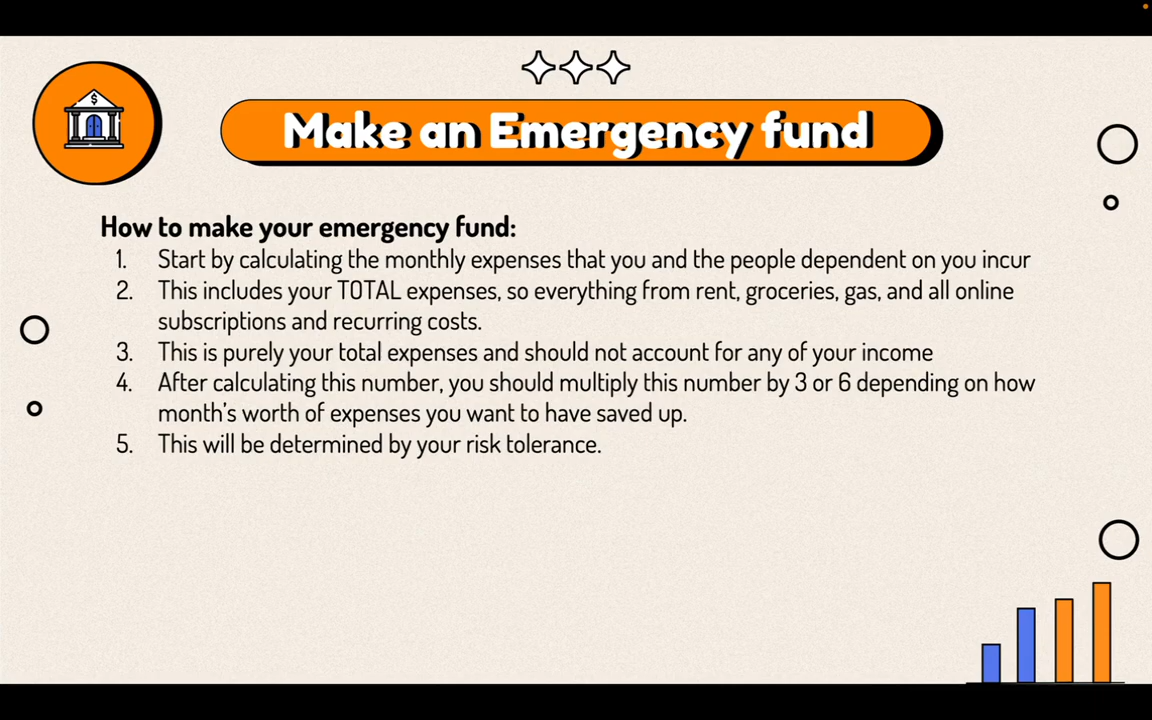 $
Make an Emergency fund
How to make your emergency fund:
1. Start by calculating the monthly expenses that you and the people dependent on you incur
2. This includes your TOTAL expenses, so everything from rent, groceries, gas, and all online
subscriptions and recurring costs.
3. This is purely your total expenses and should not account for any of your income
4. After calculating this number, you should multiply this number by 3 or 6 depending on how
month's worth of expenses you want to have saved up.
5. This will be determined by your risk tolerance.